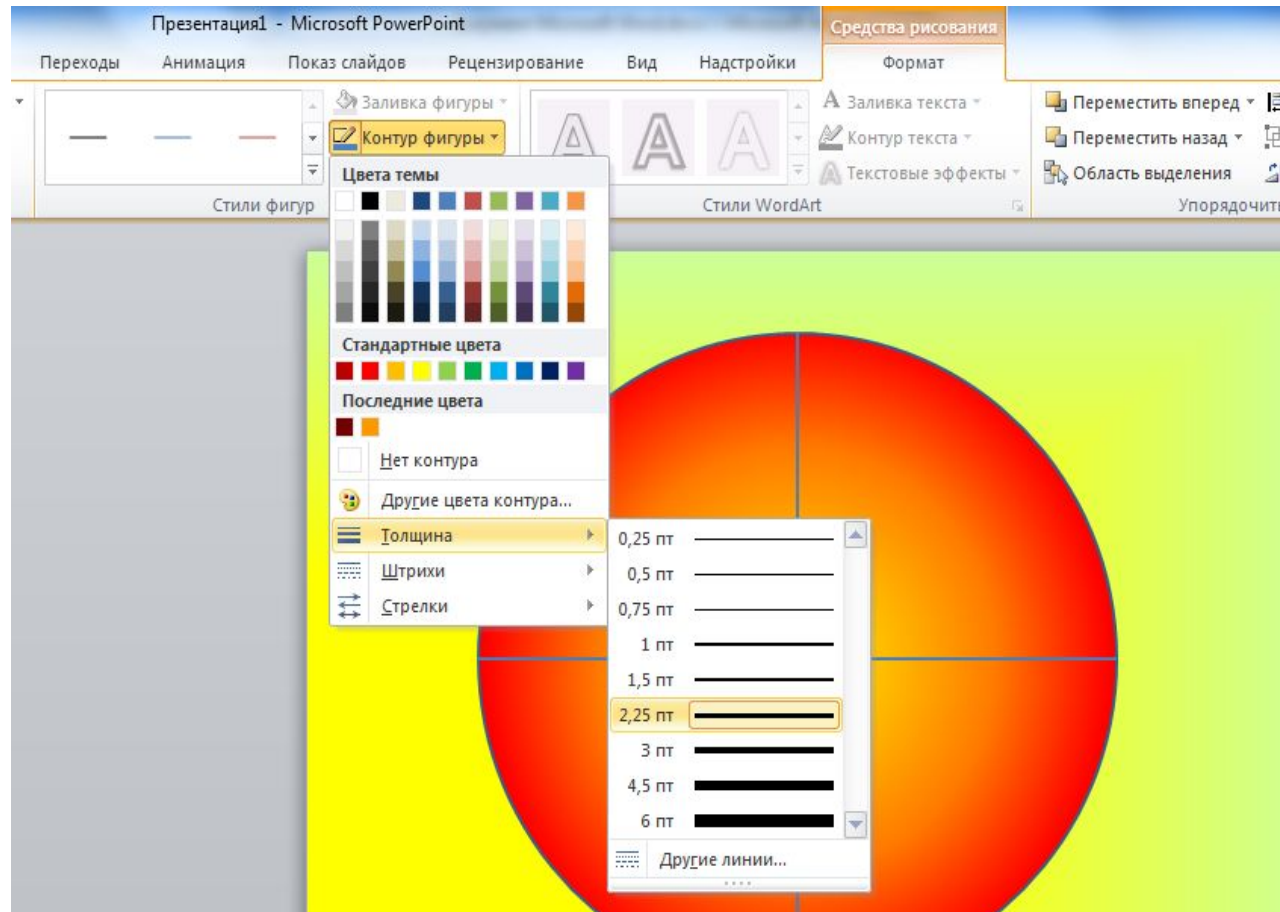 Презентация1 - Microsoft PowerPoint
Средства рисования
Переходы Анимация Показ слайдов Рецензирование Вид Надстройки Формат
Заливка фигуры
Контур фигуры
Заливка текста
Контур текста
Текстовые эффекты
Переместить вперед
Переместить назад
Область выделения
Стили фигур
Стили WordArt
Упорядочить
Цвета темы
Стандартные цвета
Последние цвета
Нет контура
Другие цвета контура...
Толщина
Штрихи
Стрелки
0,25 пт
0,5 пт
0,75 пт
1 пт
1,5 пт
2,25 пт
3 пт
4,5 пт
6 пт
Другие линии...